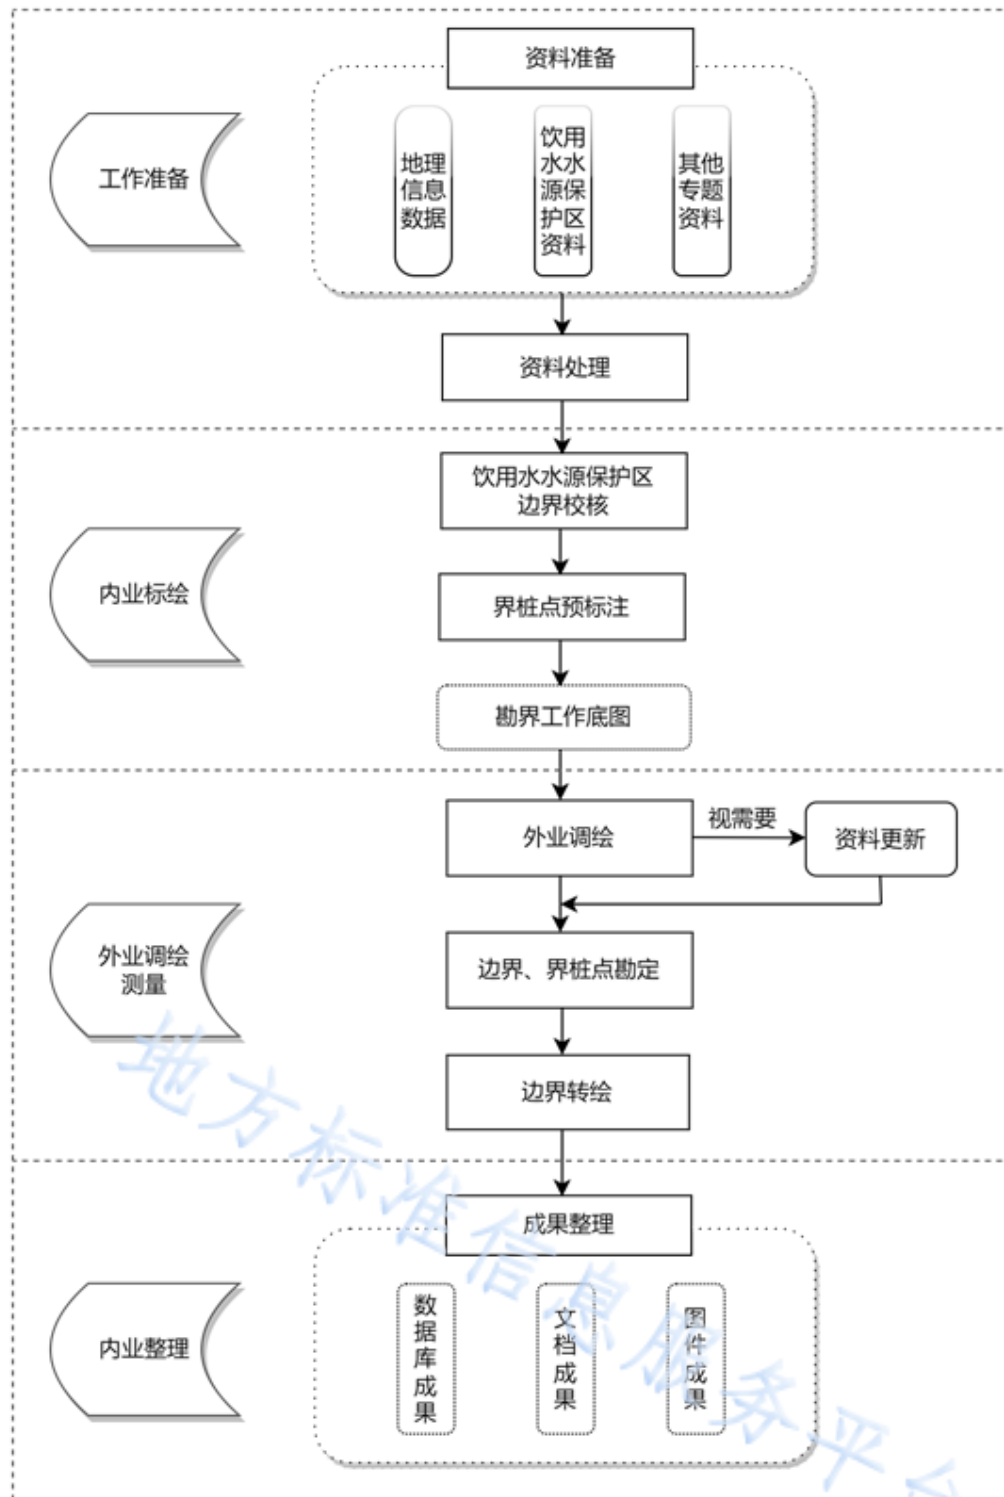 资料准备
工作准备
地理
信息
数据
饮用
水水
源保
护区
资料
其他
专题
资料
资料处理
内业标绘
饮用水水源保护区
边界校核
界桩点预标注
勘界工作底图
外业调绘
测量
外业调绘
视需要
资料更新
边界、界桩点勘定
边界转绘
内业整理
成果整理
数据库成果
文档成果
图件成果
地方标准信息服务平台